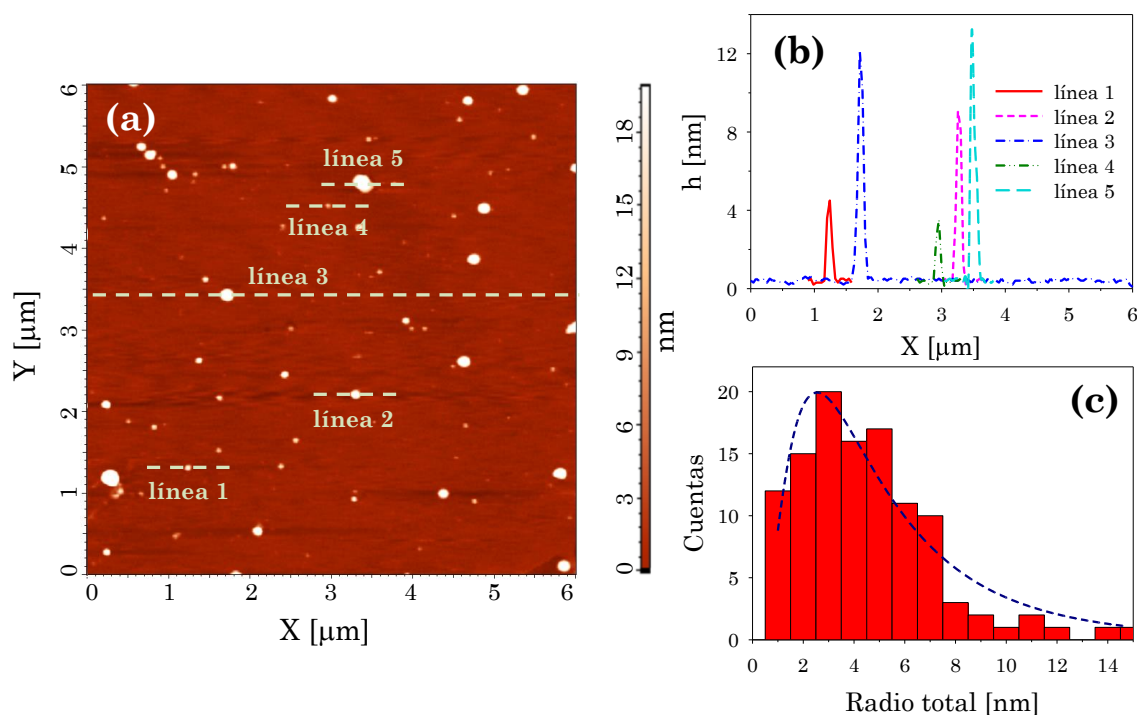 (a)
Y [μm]
6
5
4
3
2
1
0
línea 5
línea 4
línea 3
línea 2
línea 1
0 1 2 3 4 5 6
X [μm]
18
15
12
9
6
3
0
nm
(b)
h [nm]
12
8
4
0
línea 1
línea 2
línea 3
línea 4
línea 5
0 1 2 3 4 5 6
X [μm]
(c)
Cuentas
20
15
10
5
0
0 2 4 6 8 10 12 14
Radio total [nm]